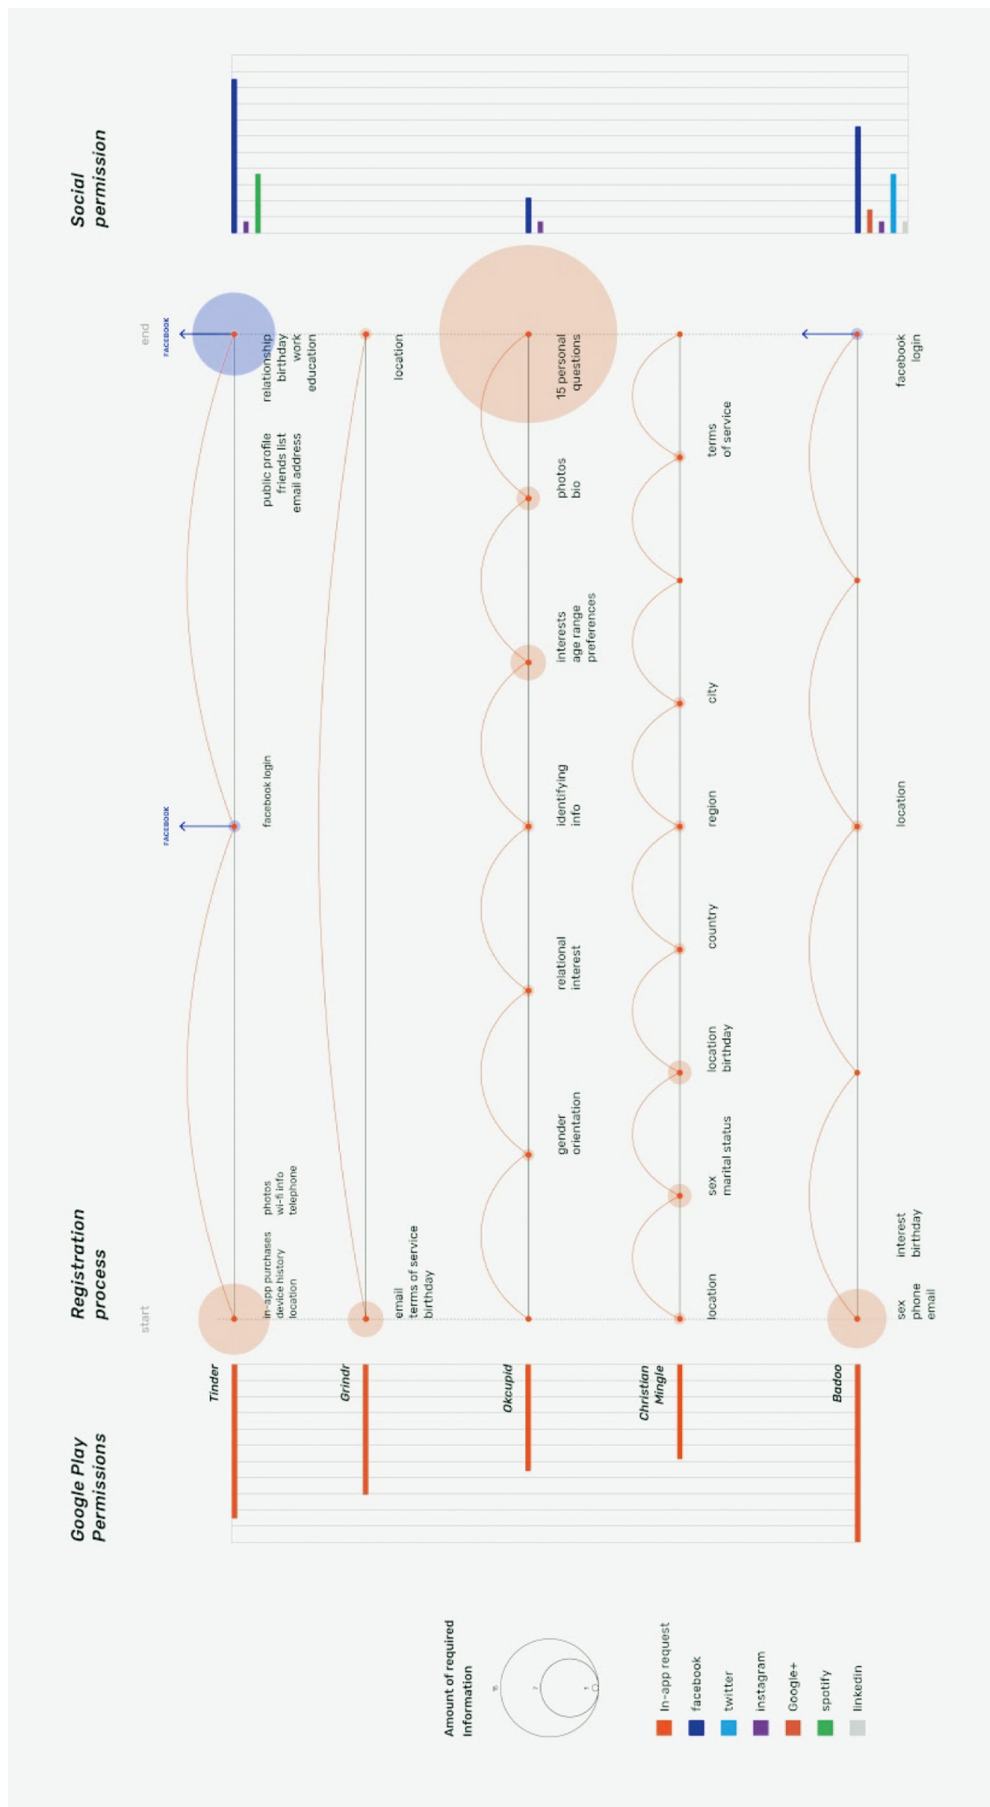 Google Play
Permissions
Registration
process
Social
permission
start
end
Tinder
in-app purchases
device history
location
photos
wi-fi info
telephone
FACEBOOK
facebook login
public profile
friends list
email address
FACEBOOK
relationship
birthday
work
education
Grindr
email
terms of service
birthday
location
Okcupid
gender
orientation
relational
interest
identifying
info
interests
age range
preferences
photos
bio
15 personal
questions
Christian
Mingle
location
sex
marital status
location
birthday
country
region
city
terms
of service
Badoo
sex
phone
email
interest
birthday
location
facebook
login
Amount of required
Information
In-app request
facebook
twitter
instagram
Google+
spotify
linkedin